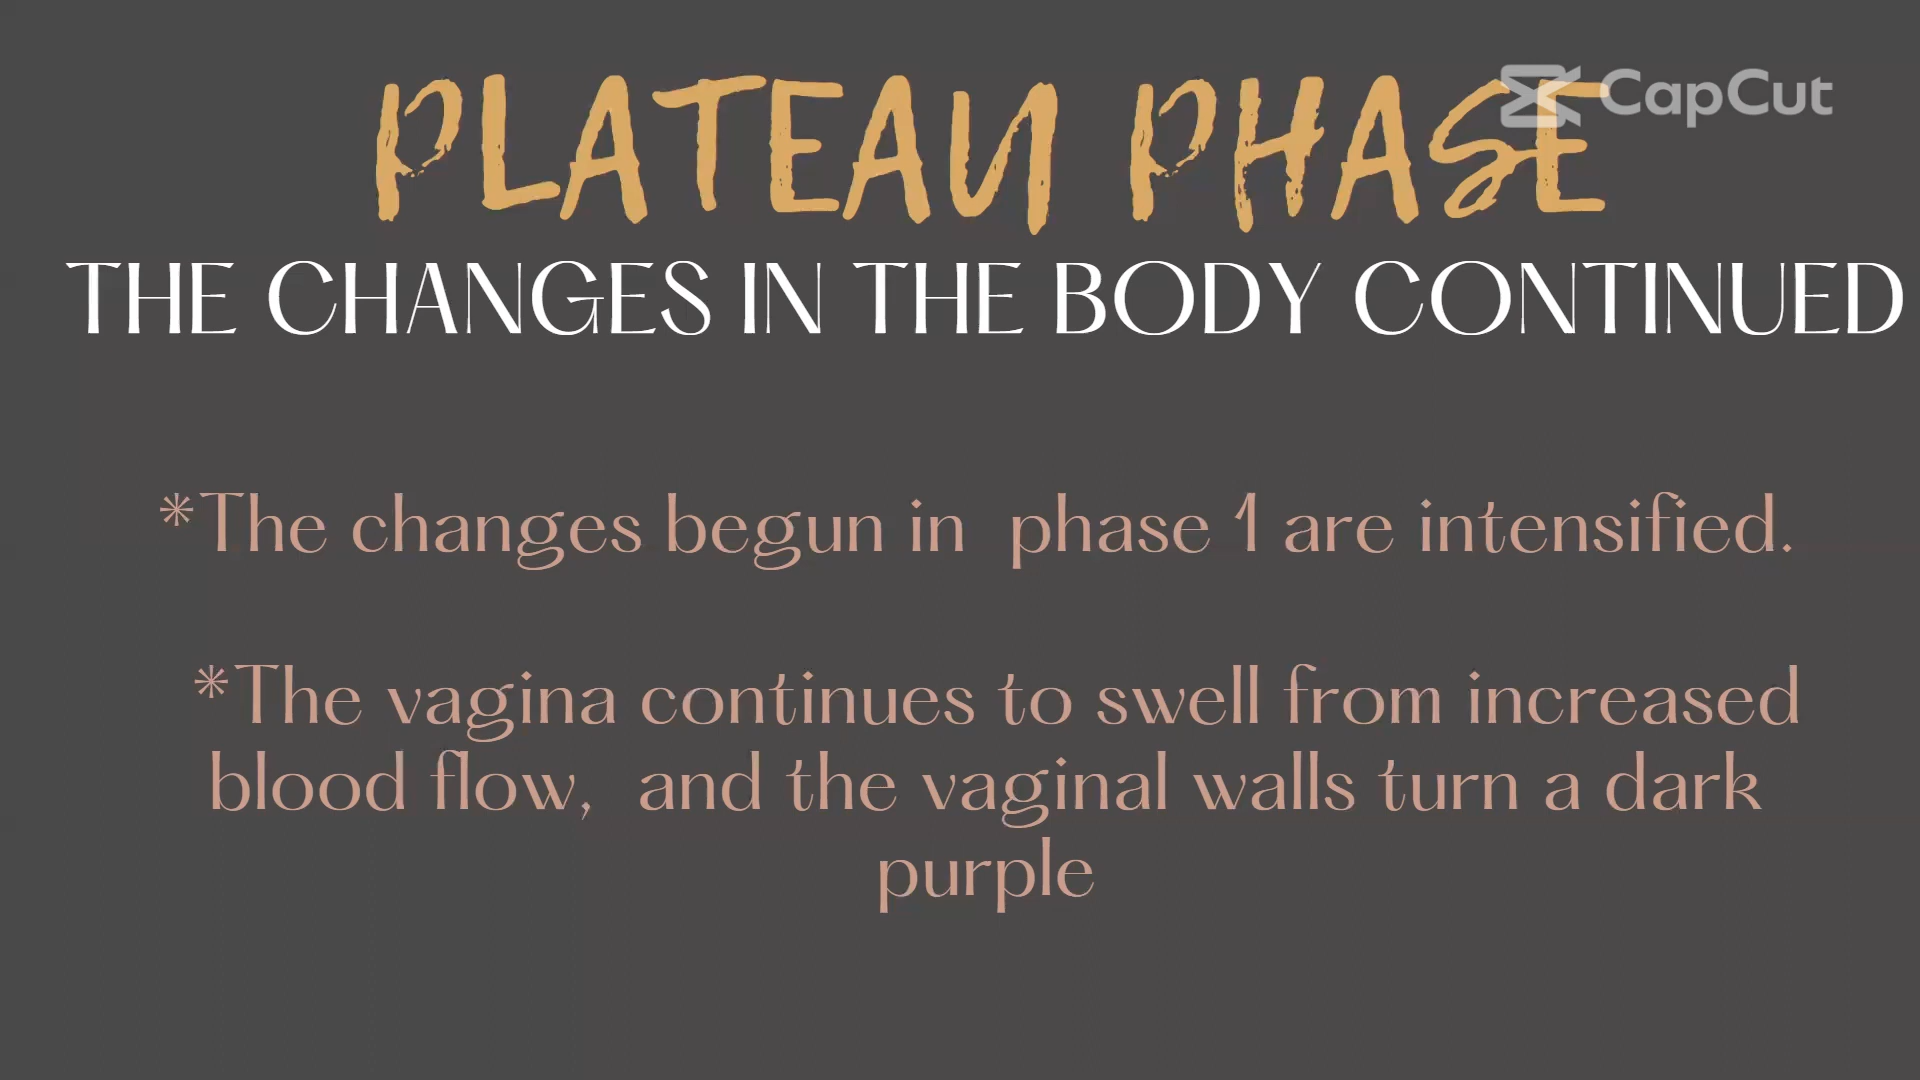 PLATEAU PHASE
CapCut
THE CHANGES IN THE BODY CONTINUED
*The changes begun in phase 1 are intensified.
*The vagina continues to swell from increased
blood flow, and the vaginal walls turn a dark
purple